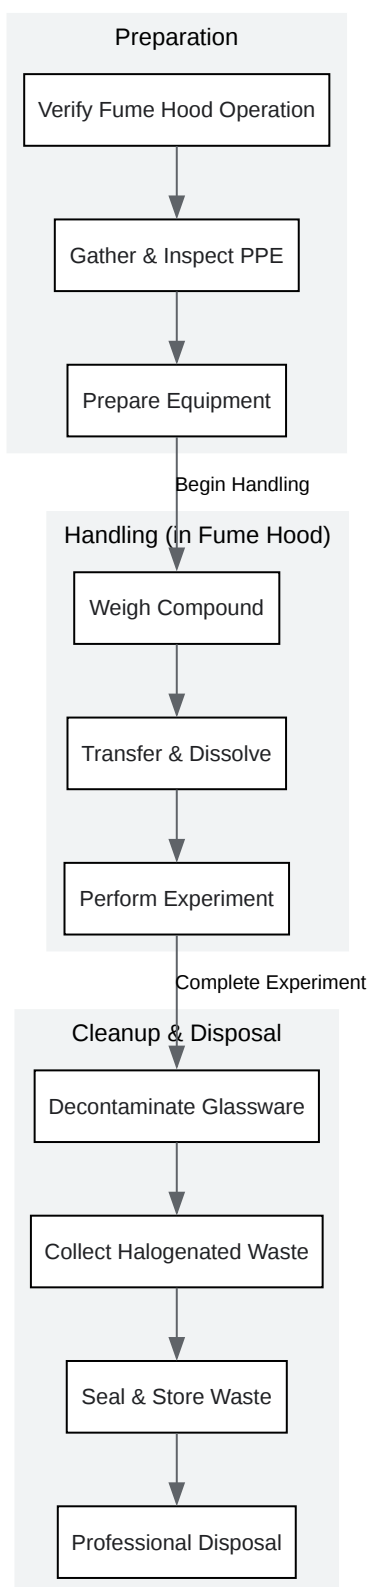 Preparation
Verify Fume Hood Operation
Gather & Inspect PPE
Prepare Equipment
Begin Handling
Handling (in Fume Hood)
Weigh Compound
Transfer & Dissolve
Perform Experiment
Complete Experiment
Cleanup & Disposal
Decontaminate Glassware
Collect Halogenated Waste
Seal & Store Waste
Professional Disposal